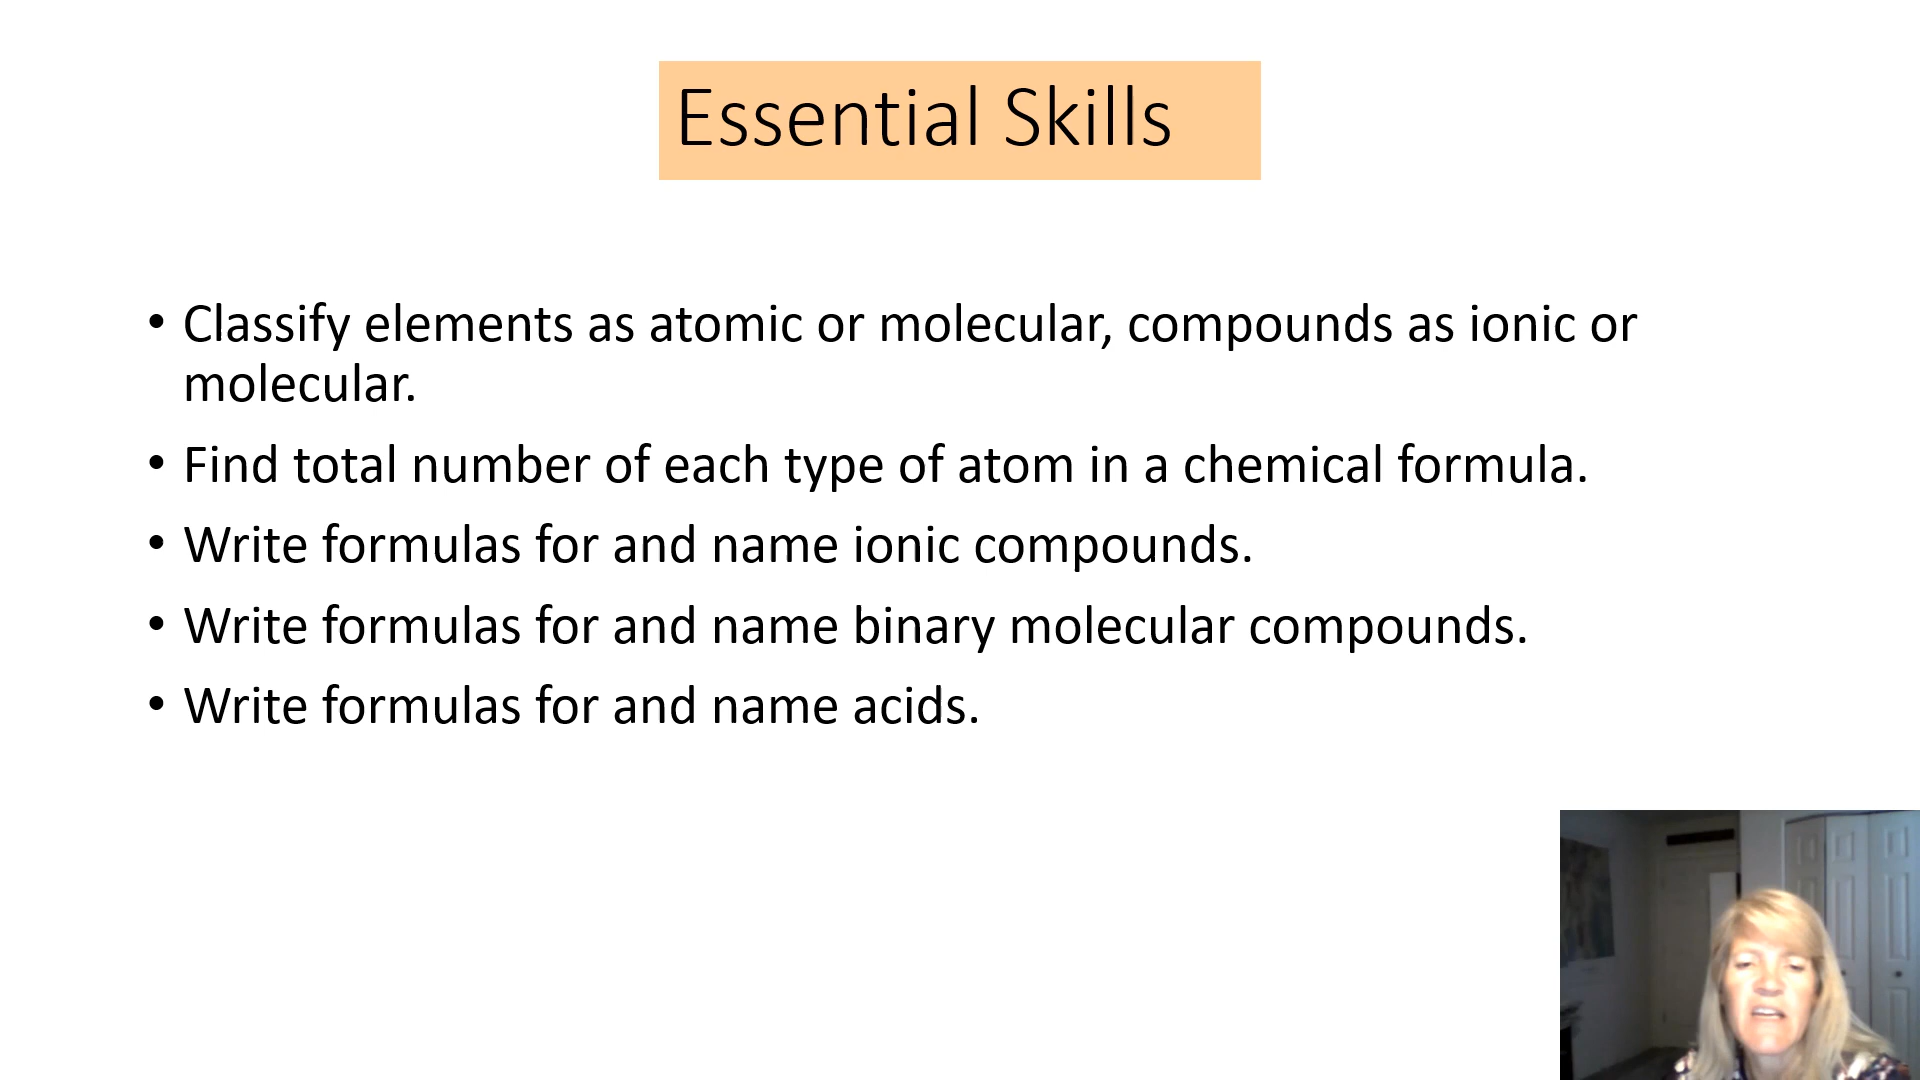 Essential Skills
• Classify elements as atomic or molecular, compounds as ionic or
molecular.
• Find total number of each type of atom in a chemical formula.
• Write formulas for and name ionic compounds.
• Write formulas for and name binary molecular compounds.
• Write formulas for and name acids.